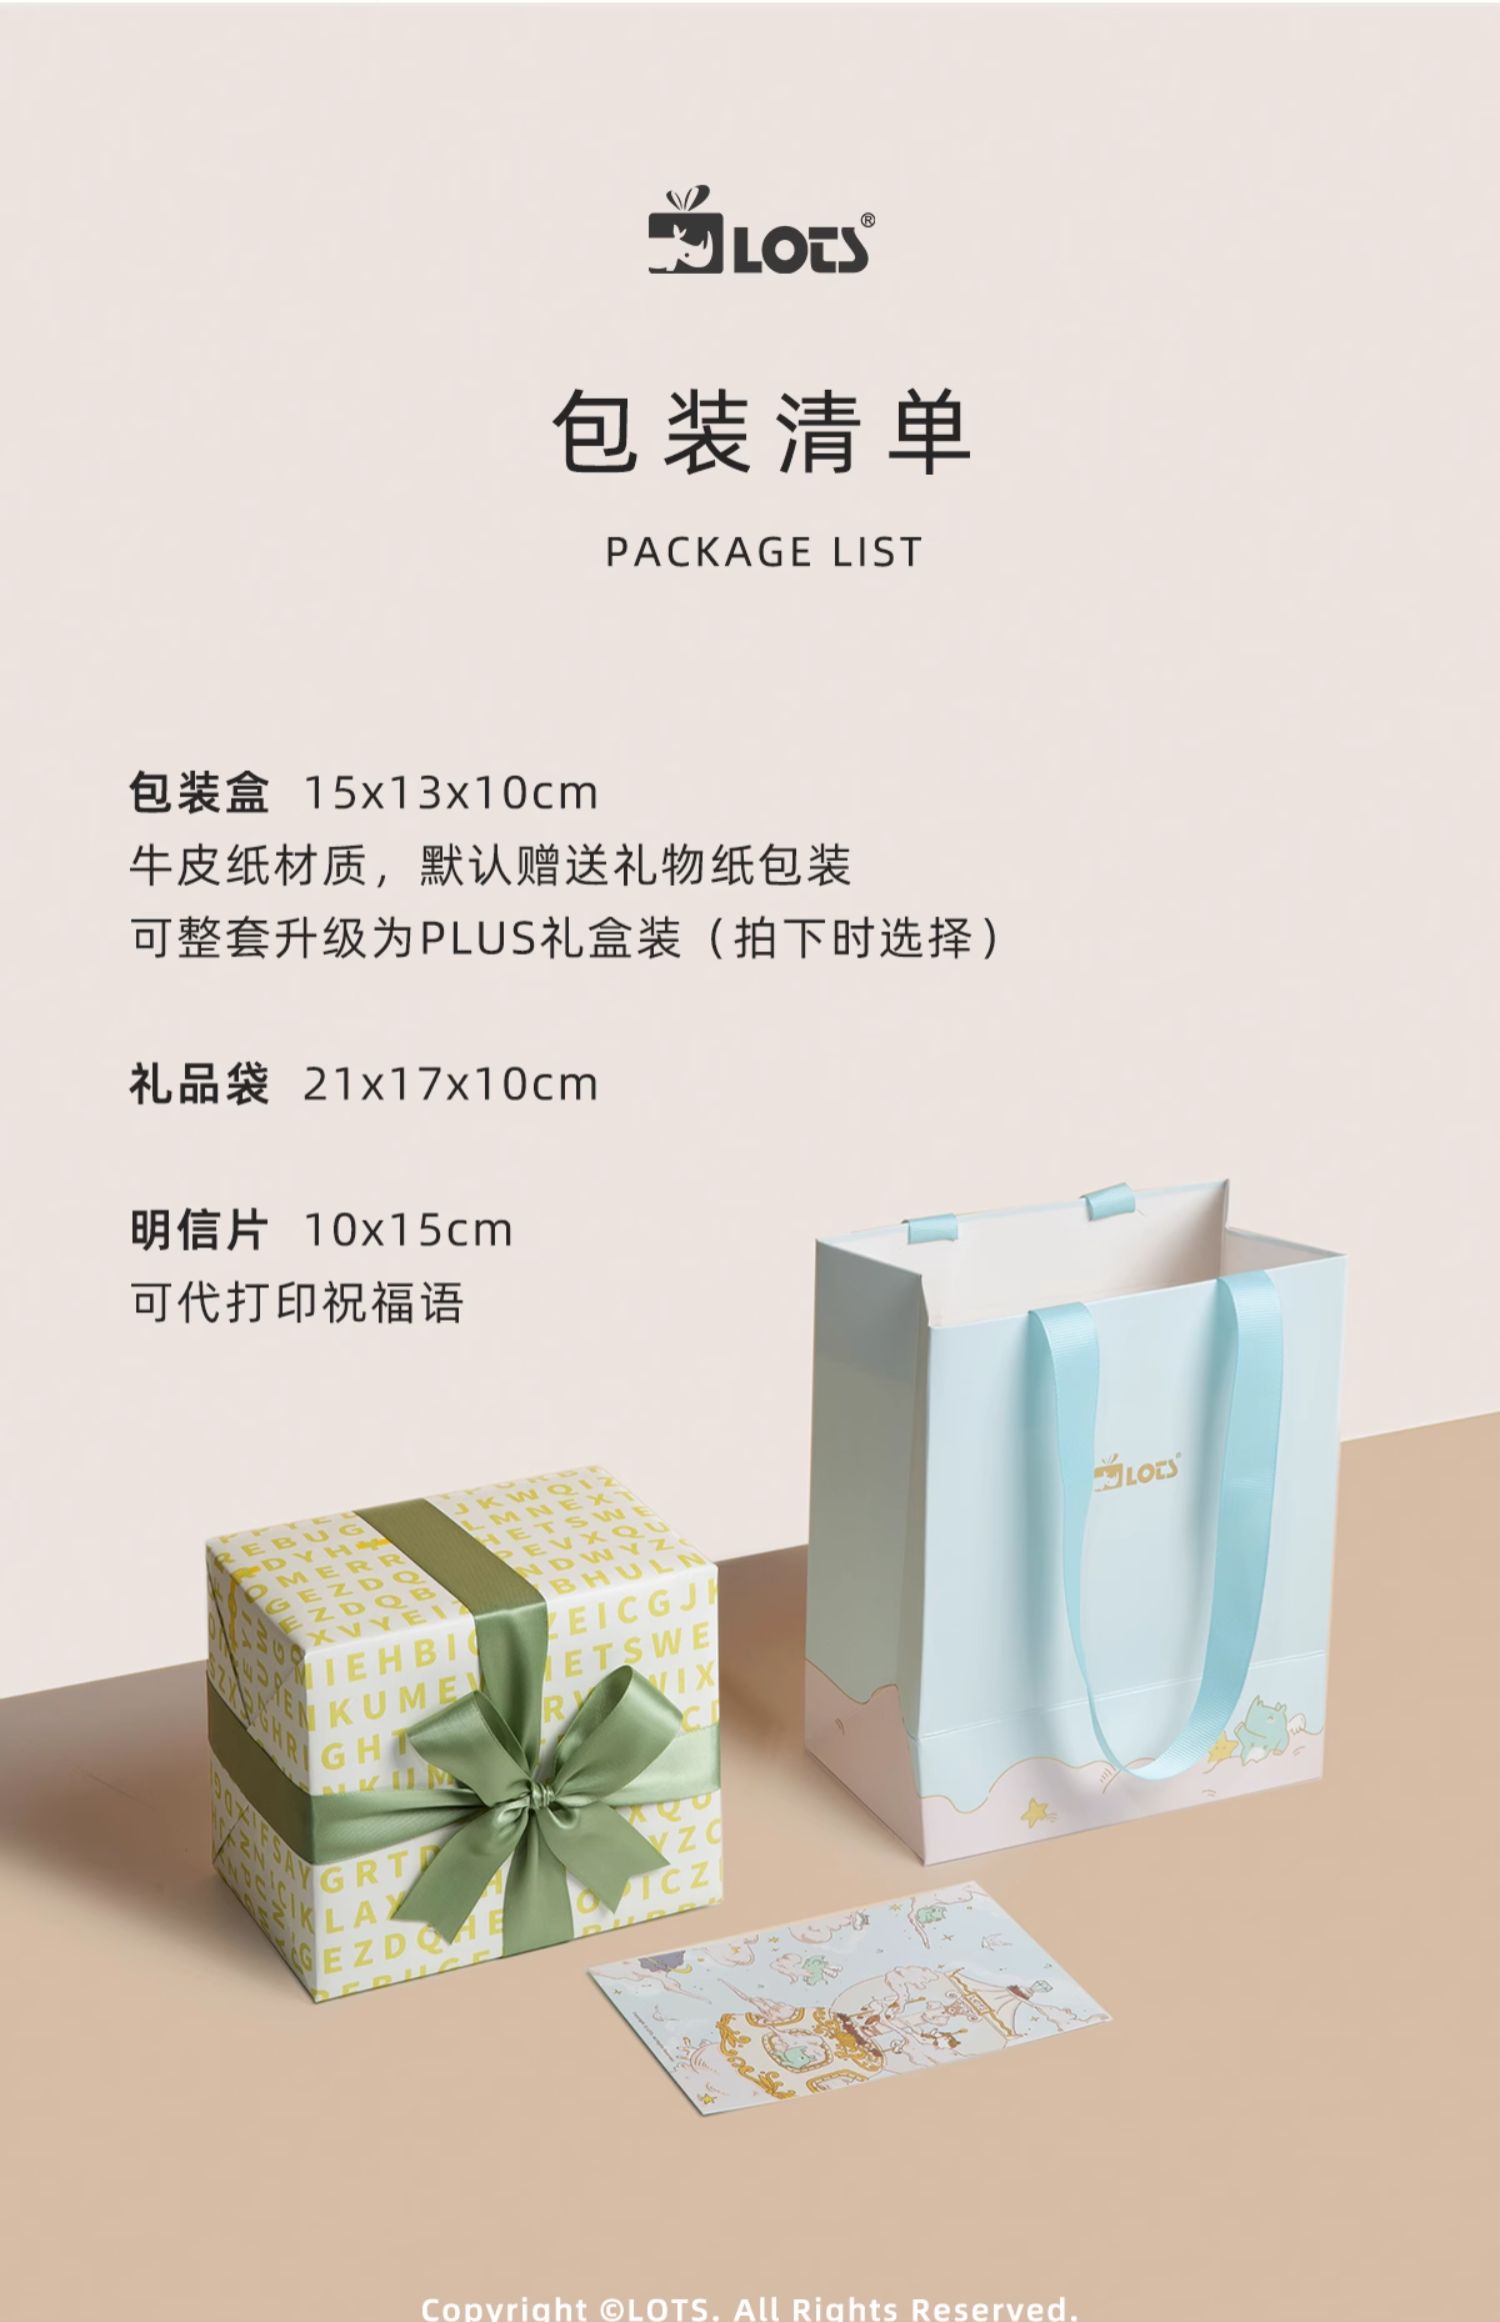 LOTS®
包装清单
PACKAGE LIST
包装盒 15x13x10cm
牛皮纸材质，默认赠送礼物纸包装
可整套升级为PLUS礼盒装（拍下时选择）
礼品袋 21x17x10cm
明信片 10x15cm
可代打印祝福语
LOTS
Copyright ©LOTS. All Rights Reserved.